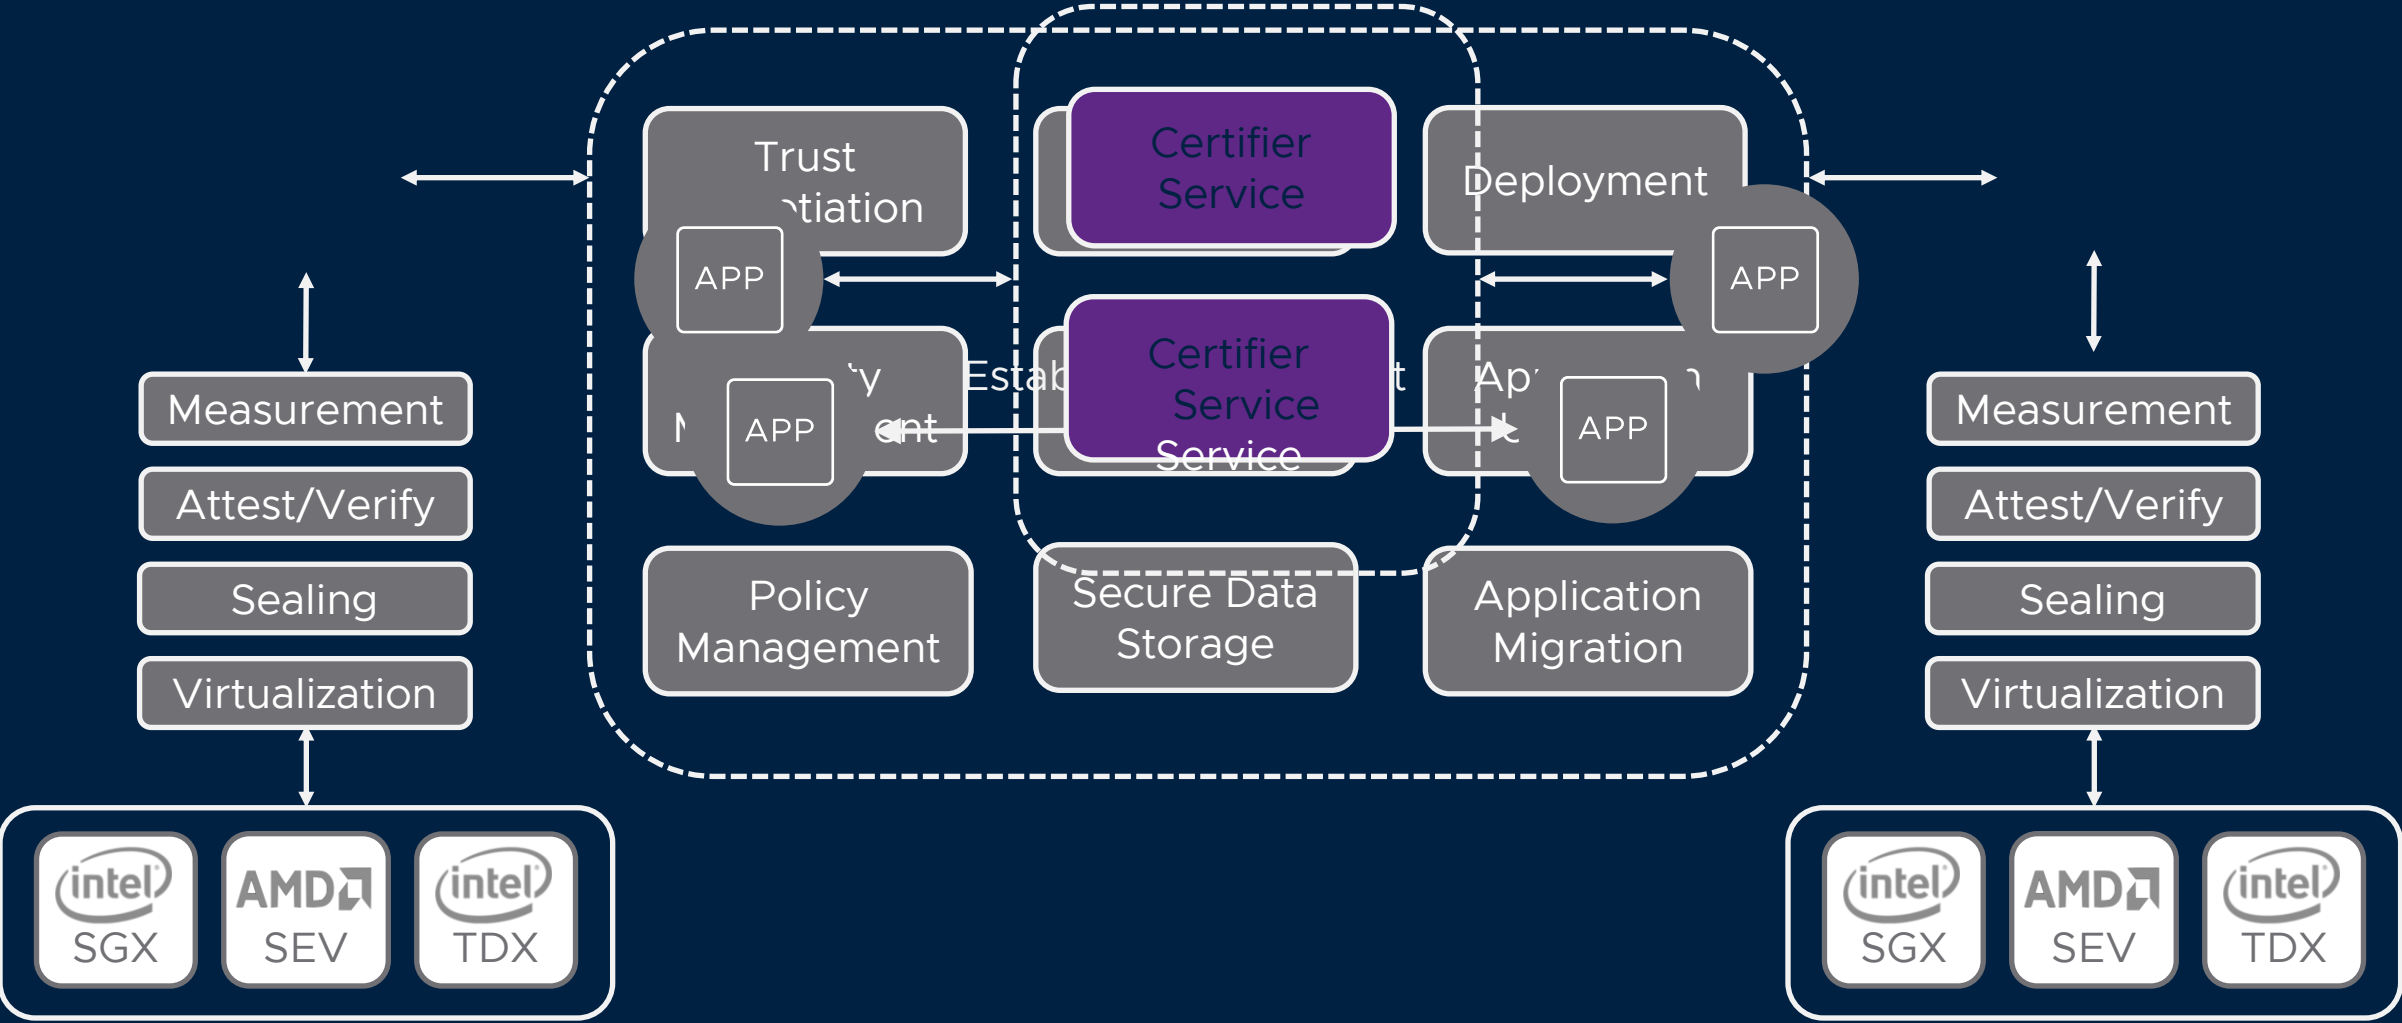 Trust
otiation
Certifier
Service
Deployment
APP
APP
Certifier
Service
Service
APP
APP
Policy
Management
Secure Data
Storage
Application
Migration
Measurement
Attest/Verify
Sealing
Virtualization
Measurement
Attest/Verify
Sealing
Virtualization
intel
SGX
AMD
SEV
intel
TDX
intel
SGX
AMD
SEV
intel
TDX